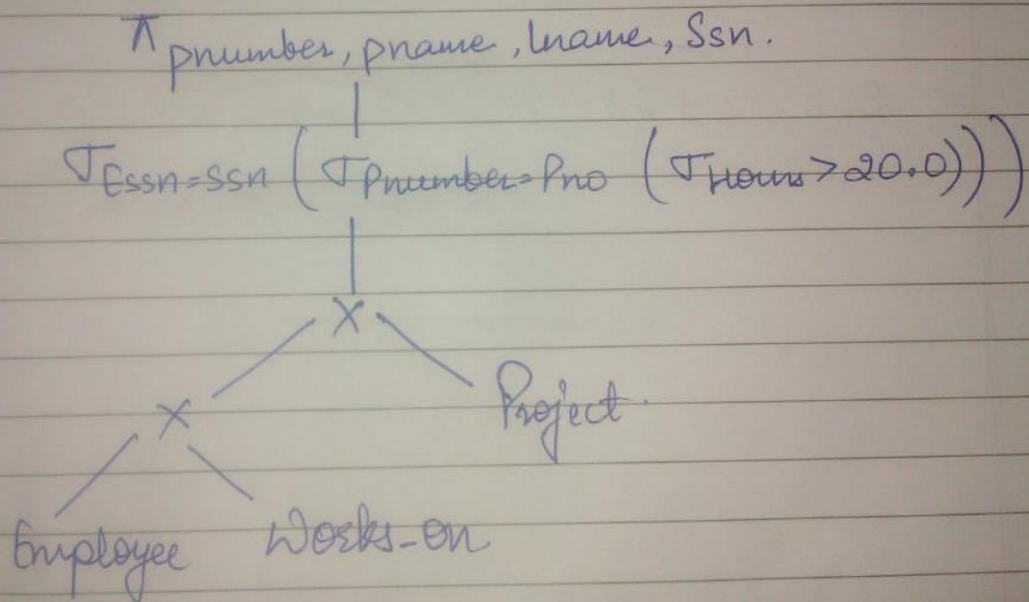 π pnumber, pname, lname, Ssn.
σ Essn=Ssn (σ Pnumber=Pno (σ Hours>20.0)))
X
X Project.
Employee Works-on